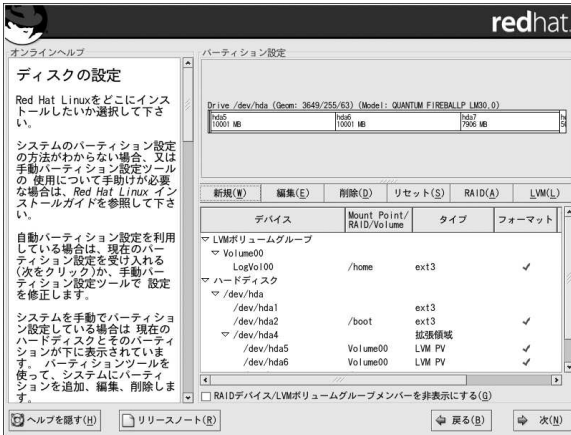 redhat.
オンラインヘルプ
ディスクの設定
Red Hat Linuxをどこにインス
トールしたいか選択して下さ
い。
システムのパーティション設定
の方法がわからない場合、又は
手動パーティション設定ツール
の 使用について手助けが必要
な場合は、Red Hat Linux イン
ストールガイドを参照して下さ
い。
自動パーティション設定を利用
している場合は、現在のパー
ティション設定を受け入れる
(次をクリック)か、手動パー
ティション設定ツールで 設定
を修正します。
システムを手動でパーティショ
ン設定している場合は 現在の
ハードディスクとそのパーティ
ションが下に表示されていま
す。 パーティションツールを
使って、システムにパーティ
ションを追加、編集、削除しま
す。
パーティション設定
Drive /dev/hda (Geom: 3649/255/63) (Model: QUANTUM FIREBALLP LM30.0)
hda5 hda6 hda7
10001 MB 10001 MB 7906 MB
新規(W) 編集(E) 削除(D) リセット(S) RAID(A) LVM(L)
デバイス Mount Point/ RAID/Volume タイプ フォーマット
LVMボリュームグループ
Volume00
LogVol00 /home ext3 ✓
ハードディスク
/dev/hda
/dev/hda1 ext3
/dev/hda2 /boot ext3 ✓
/dev/hda4 拡張領域
/dev/hda5 Volume00 LVM PV ✓
/dev/hda6 Volume00 LVM PV ✓
RAIDデバイス/LVMボリュームグループメンバーを非表示にする(G)
ヘルプを隠す(H) リリースノート(R) 戻る(B) 次(N)